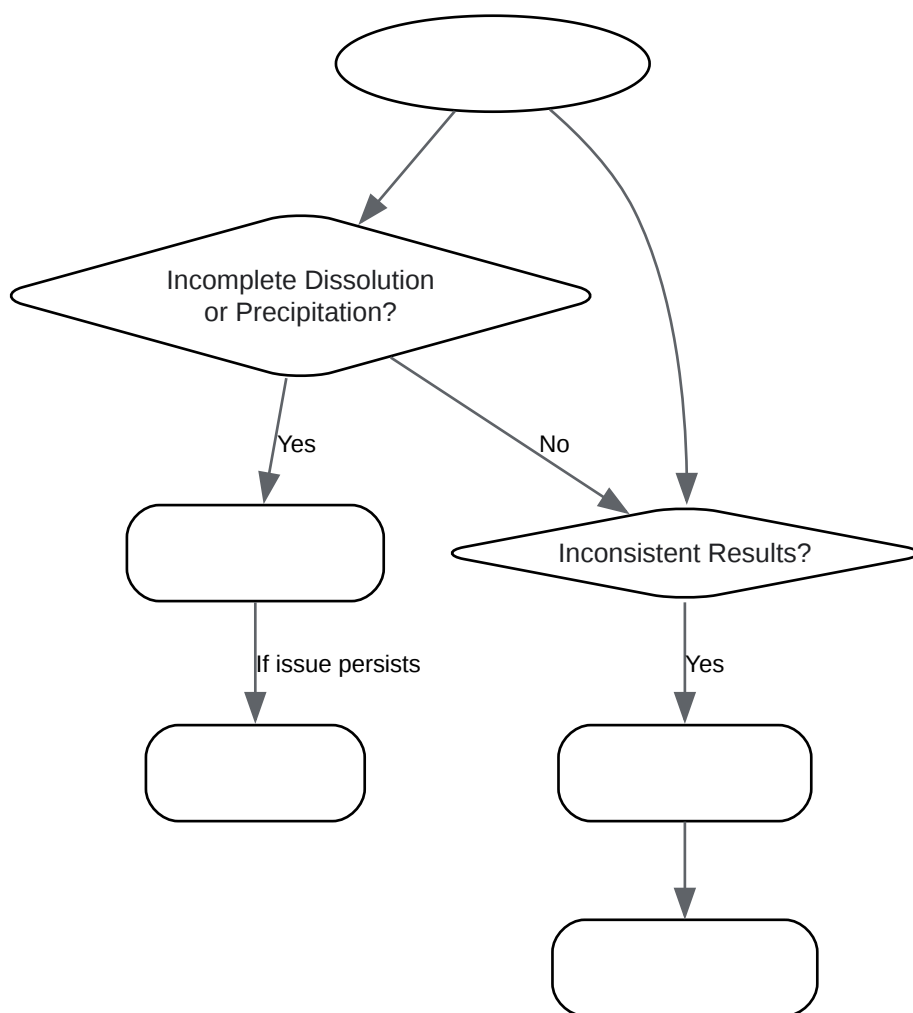 Incomplete Dissolution
or Precipitation?
Yes
No
Inconsistent Results?
If issue persists
Yes